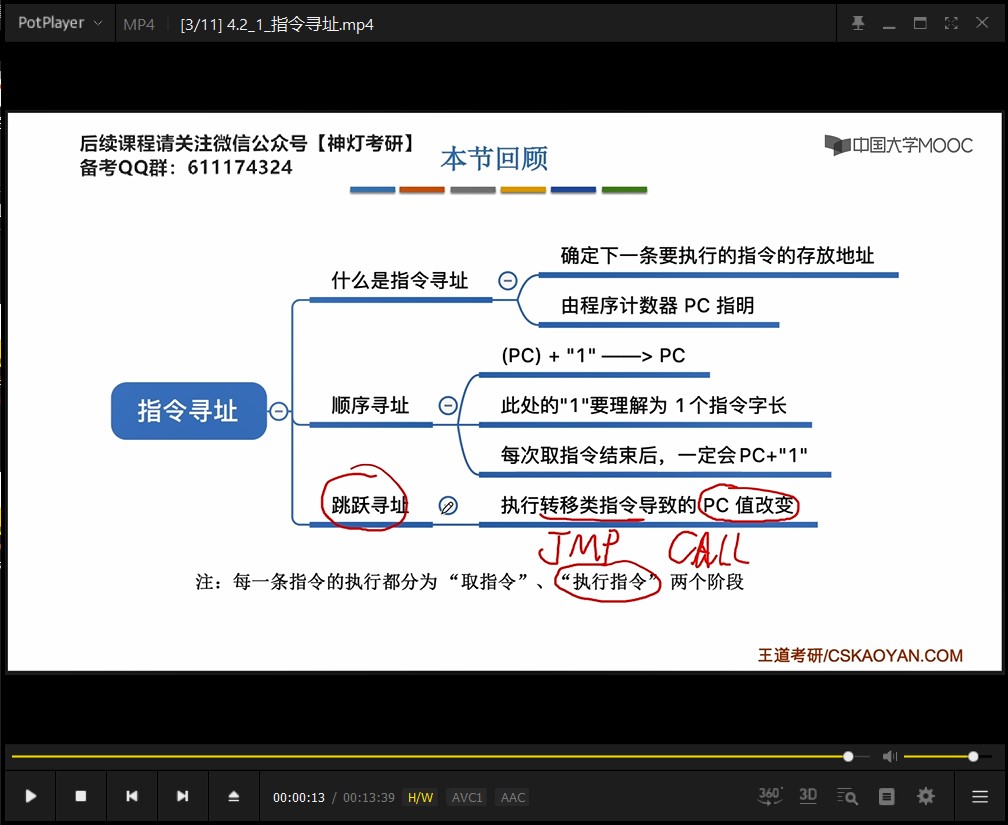 PotPlayer MP4 [3/11] 4.2_1_指令寻址.mp4
后续课程请关注微信公众号【神灯考研】
备考QQ群：611174324
本节回顾
中国大学MOOC
指令寻址
什么是指令寻址
确定下一条要执行的指令的存放地址
由程序计数器 PC 指明
顺序寻址
(PC) + "1" ——> PC
此处的"1"要理解为 1个指令字长
每次取指令结束后，一定会PC+"1"
跳跃寻址
执行转移类指令导致的 PC 值改变
JMP CALL
注：每一条指令的执行都分为“取指令”、“执行指令” 两个阶段
王道考研/CSKAOYAN.COM
00:00:13 / 00:13:39 H/W AVC1 AAC
360° 3D